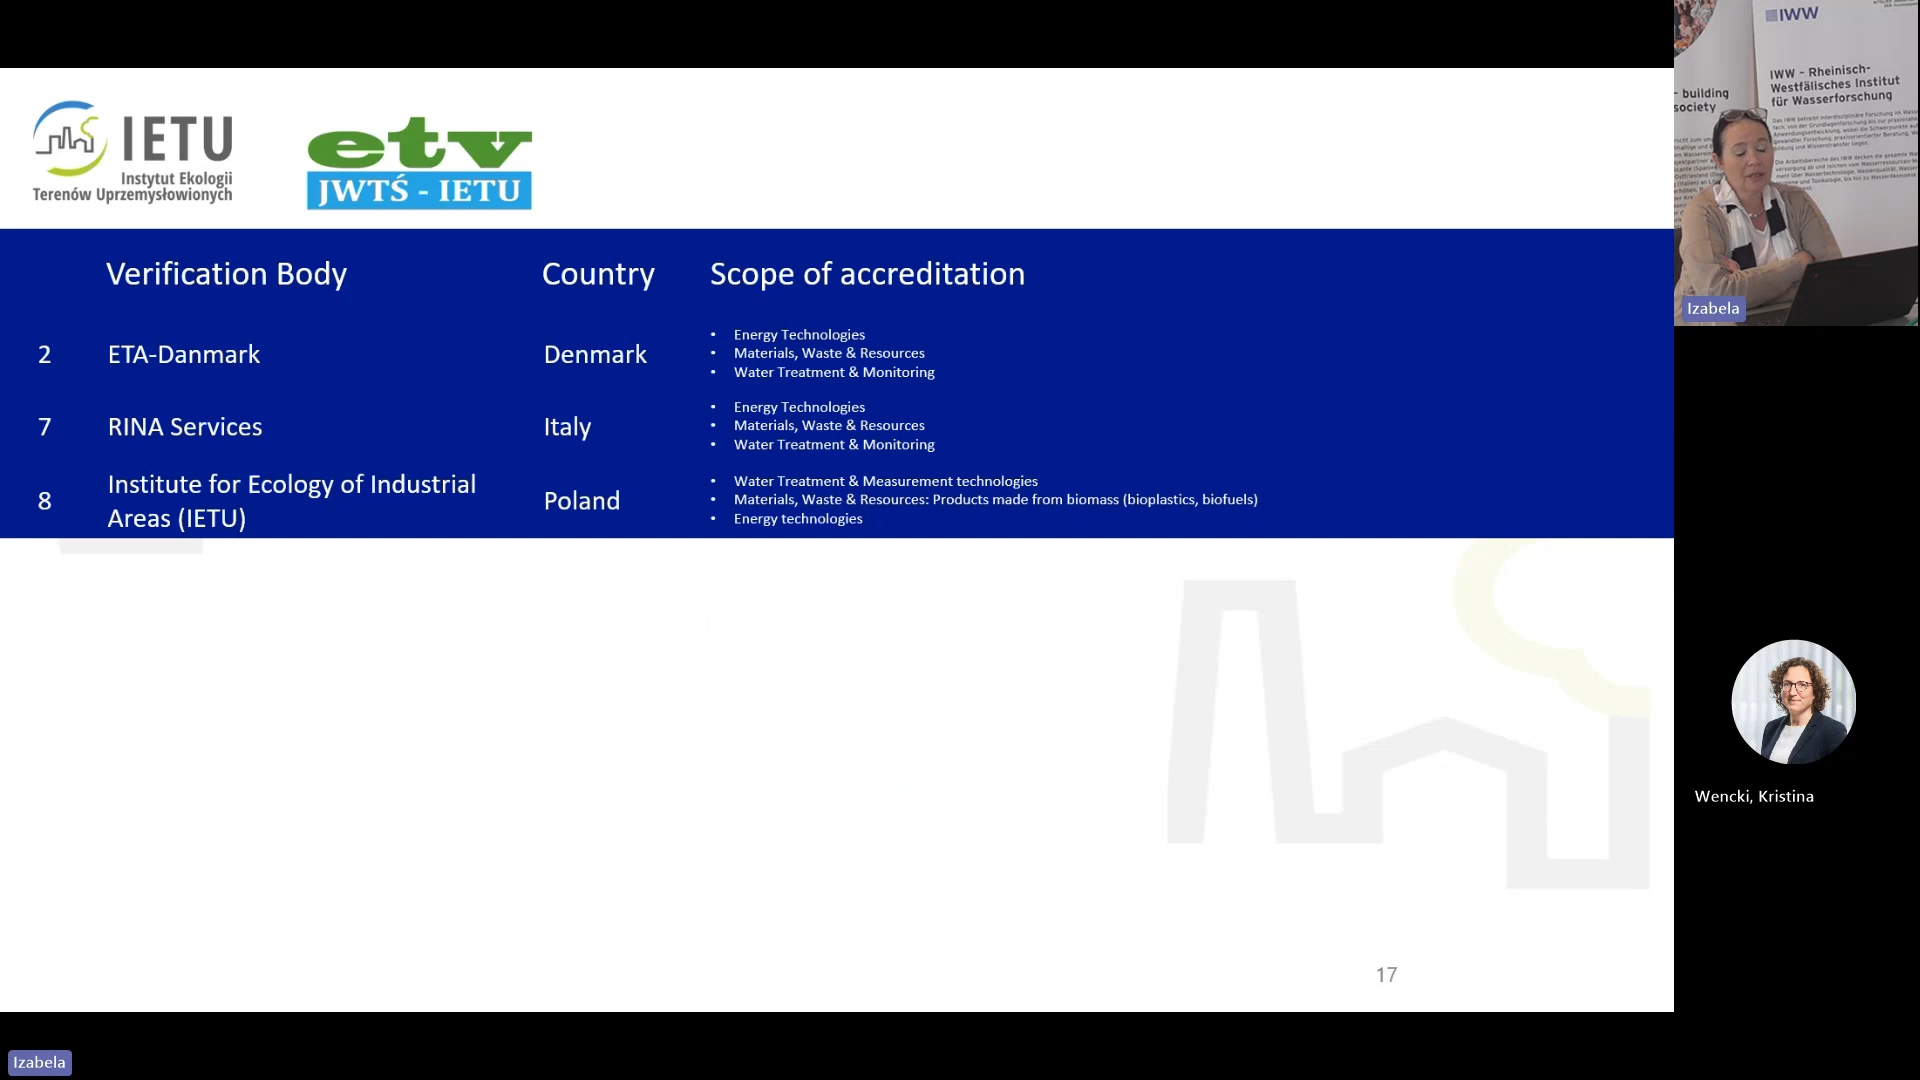 IETU
Instytut Ekologii
Terenów Uprzemysłowionych
etv
JWTŚ - IETU
Verification Body Country Scope of accreditation
2 ETA-Danmark Denmark
• Energy Technologies
• Materials, Waste & Resources
• Water Treatment & Monitoring
7 RINA Services Italy
• Energy Technologies
• Materials, Waste & Resources
• Water Treatment & Monitoring
8 Institute for Ecology of Industrial
Areas (IETU)
Poland
• Water Treatment & Measurement technologies
• Materials, Waste & Resources: Products made from biomass (bioplastics, biofuels)
• Energy technologies
17
IWW
- building
society
IWW - Rheinisch-
Westfälisches Institut
für Wasserforschung
Izabela
Wencki, Kristina
Izabela